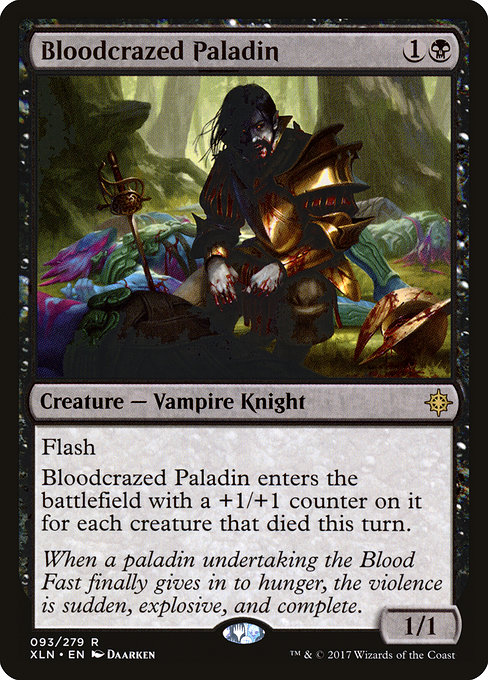 Bloodcrazed Paladin 1
Creature — Vampire Knight
Flash
Bloodcrazed Paladin enters the
battlefield with a +1/+1 counter on it
for each creature that died this turn.
When a paladin undertaking the Blood
Fast finally gives in to hunger, the violence
is sudden, explosive, and complete.
1/1
093/279 R
XLN • EN Daarken
™ & © 2017 Wizards of the Coast